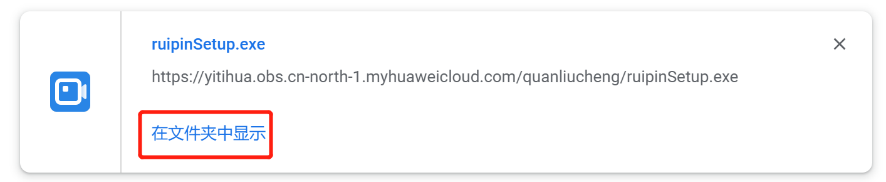 ruipinSetup.exe
https://yitihua.obs.cn-north-1.myhuaweicloud.com/quanliucheng/ruipinSetup.exe
在文件夹中显示